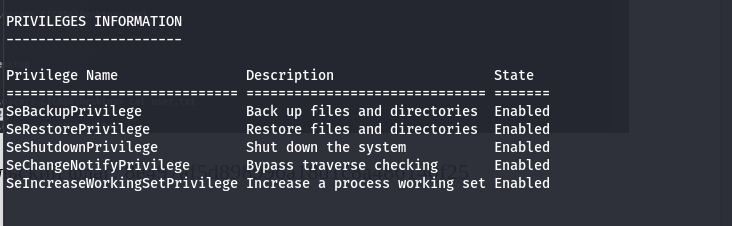 PRIVILEGES INFORMATION
----------------------
Privilege Name Description State
============================= ============================== =======
SeBackupPrivilege Back up files and directories Enabled
SeRestorePrivilege Restore files and directories Enabled
SeShutdownPrivilege Shut down the system Enabled
SeChangeNotifyPrivilege Bypass traverse checking Enabled
SeIncreaseWorkingSetPrivilege Increase a process working set Enabled